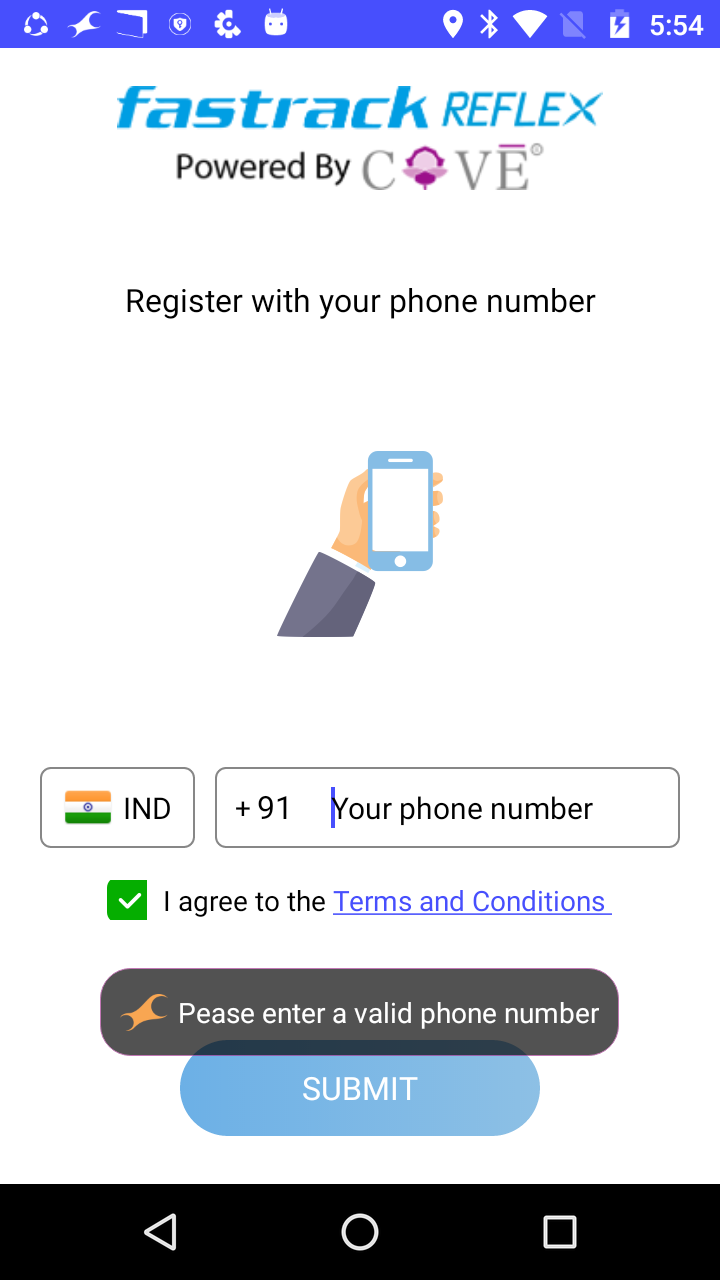 5:54
fastrack REFLEX
Powered By COVĒ®
Register with your phone number
IND
+ 91 Your phone number
I agree to the Terms and Conditions
Pease enter a valid phone number
SUBMIT